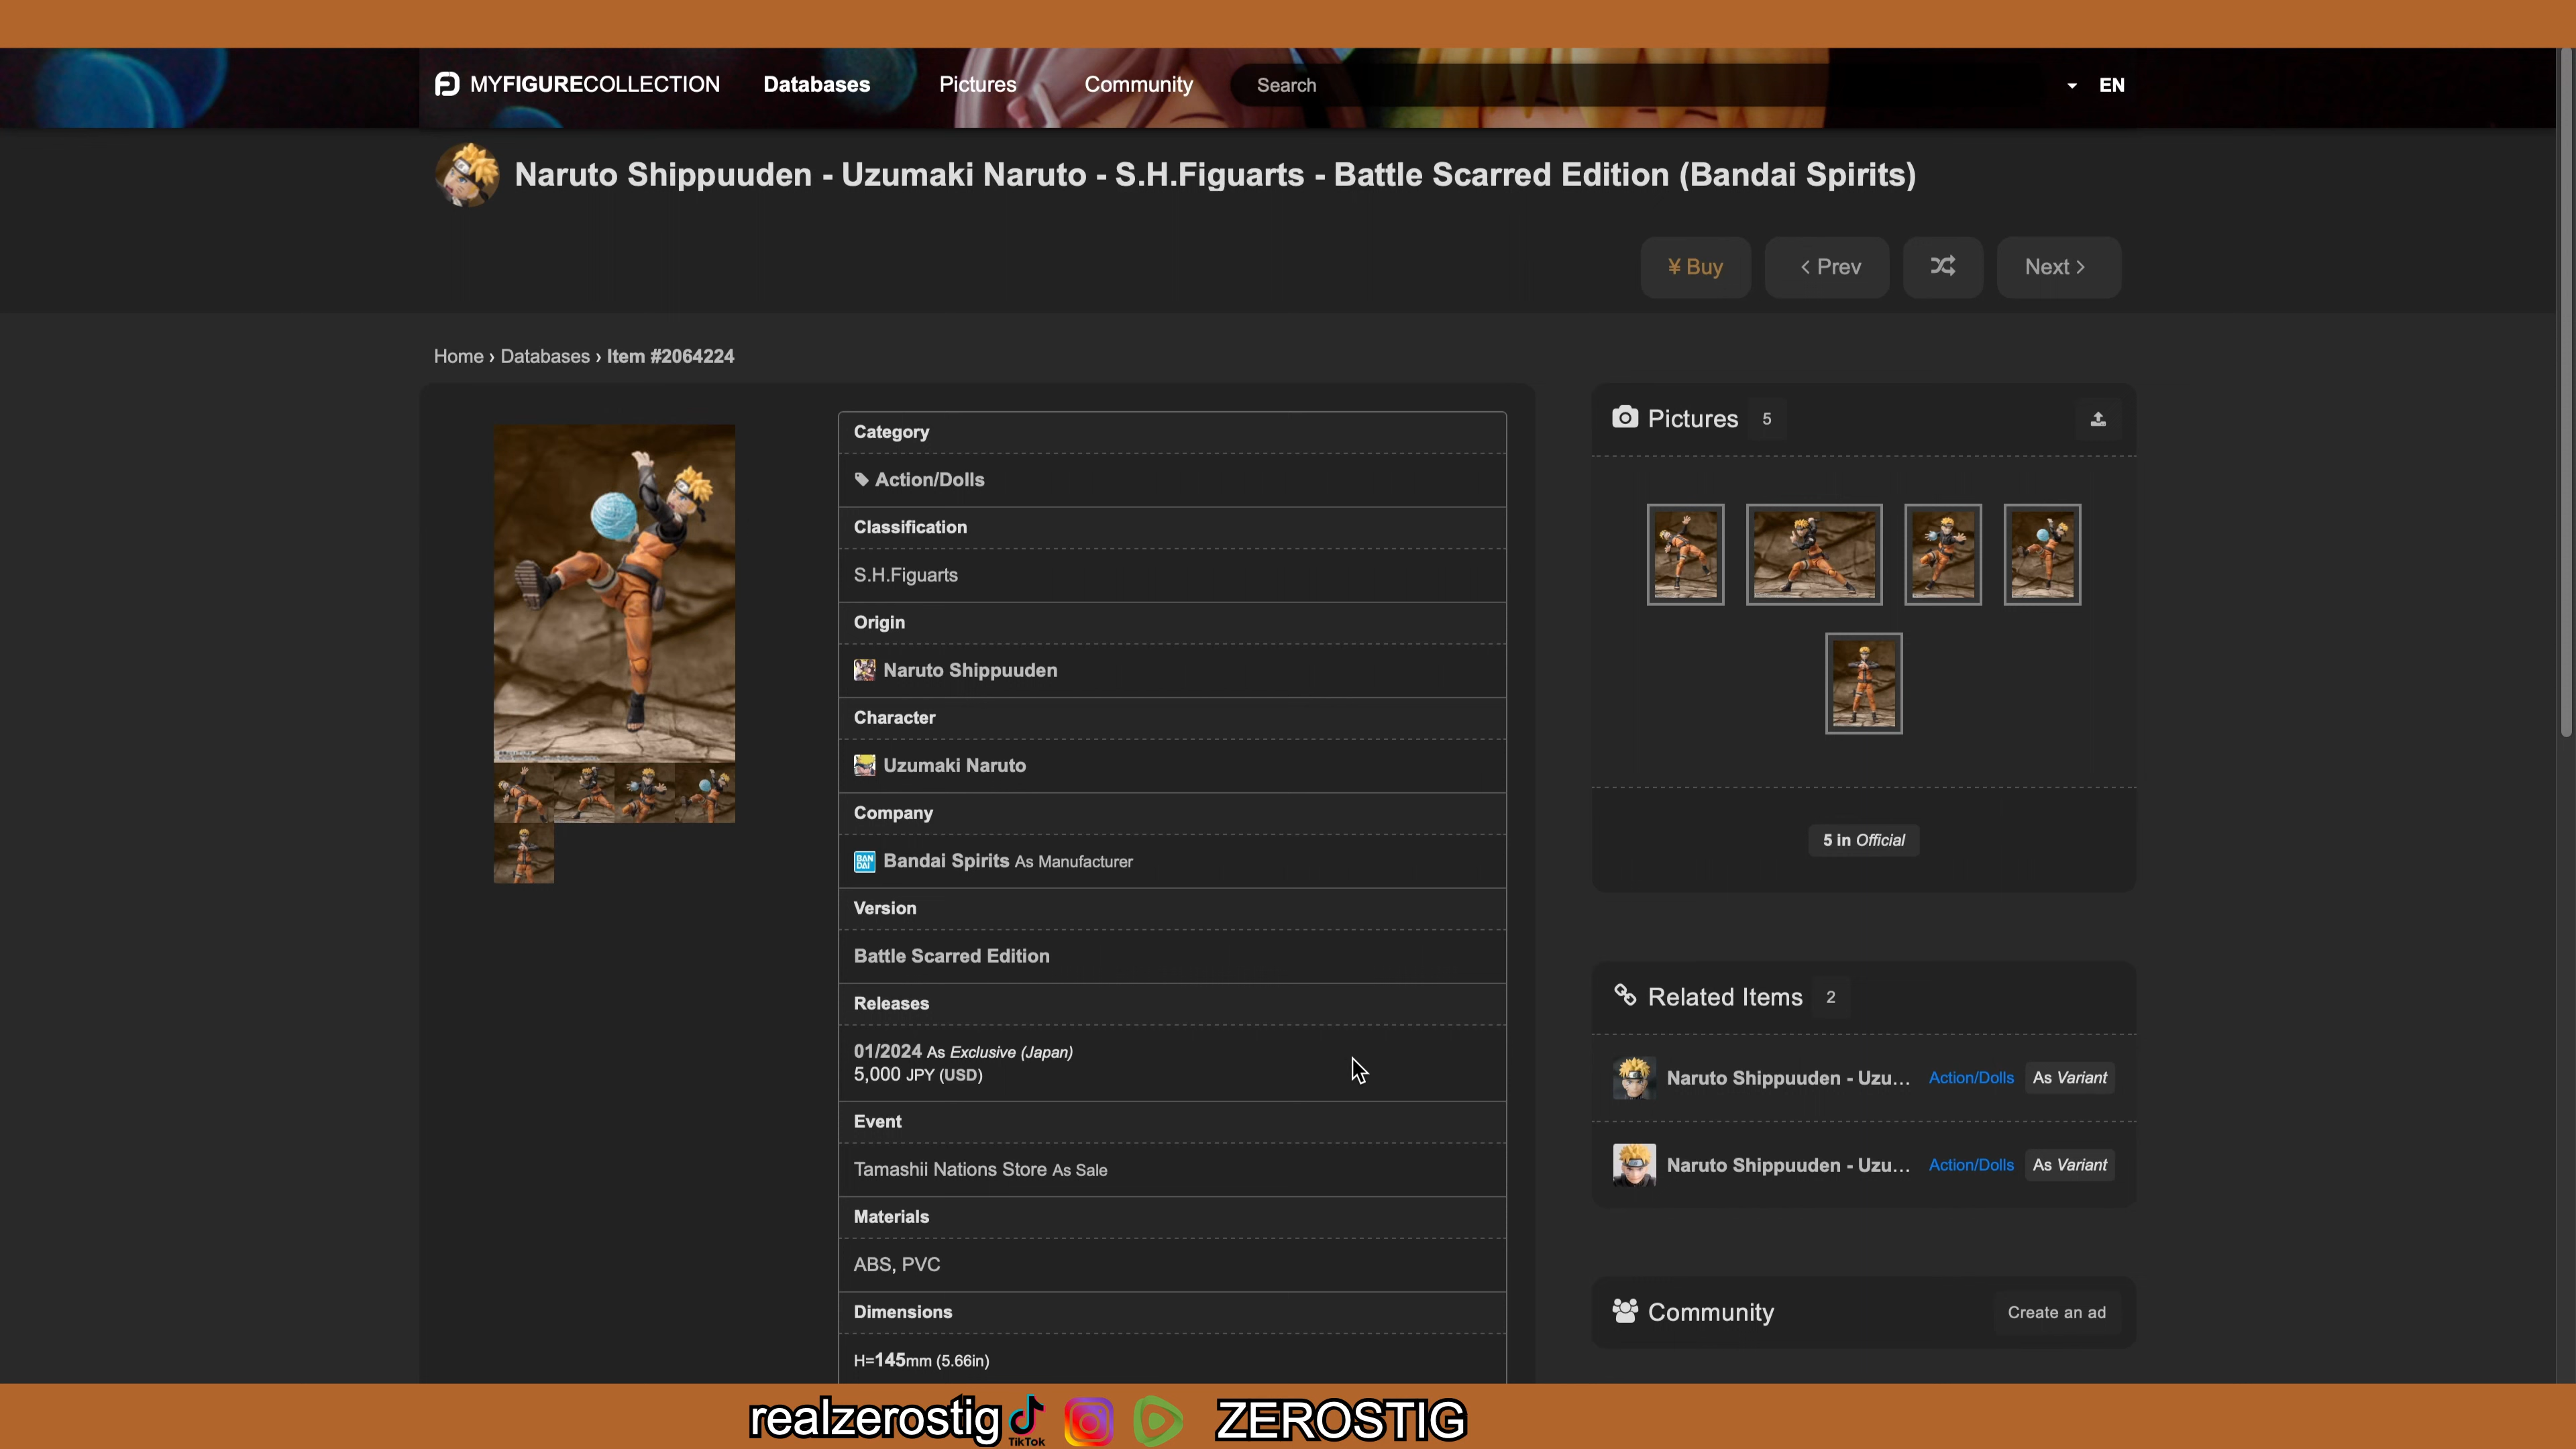 MYFIGURECOLLECTION Databases Pictures Community Search EN
Naruto Shippuuden - Uzumaki Naruto - S.H.Figuarts - Battle Scarred Edition (Bandai Spirits)
¥ Buy < Prev Next >
Home › Databases › Item #2064224
Category
Action/Dolls
Classification
S.H.Figuarts
Origin
Naruto Shippuuden
Character
Uzumaki Naruto
Company
BAN
DAI
Bandai Spirits As Manufacturer
Version
Battle Scarred Edition
Releases
01/2024 As Exclusive (Japan)
5,000 JPY (USD)
Event
Tamashii Nations Store As Sale
Materials
ABS, PVC
Dimensions
H=145mm (5.66in)
Pictures 5
5 in Official
Related Items 2
Naruto Shippuuden - Uzu... Action/Dolls As Variant
Naruto Shippuuden - Uzu... Action/Dolls As Variant
Community Create an ad
realzerostig TikTok ZEROSTIG